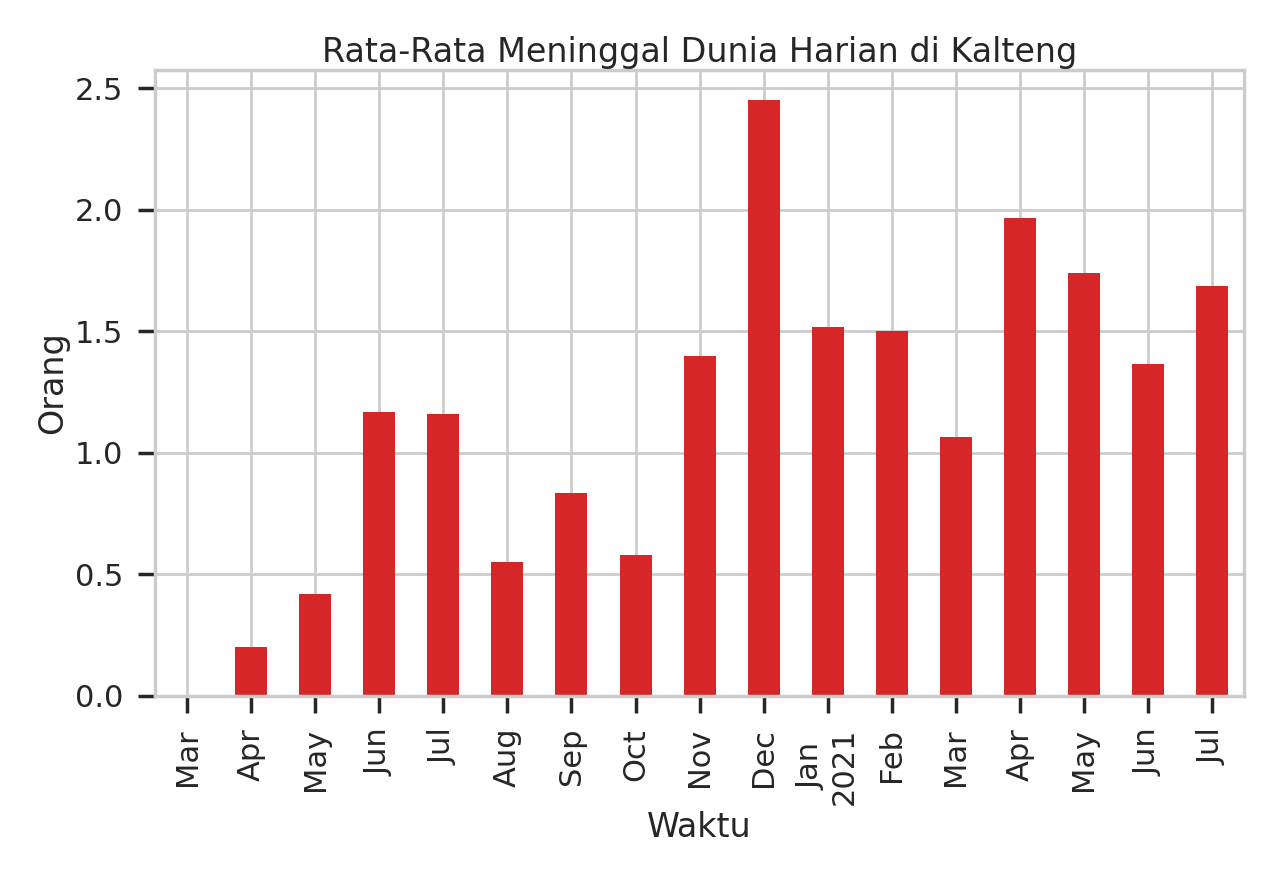 Rata-Rata Meninggal Dunia Harian di Kalteng
Orang
2.5
2.0
1.5
1.0
0.5
0.0
Mar
Apr
May
Jun
Jul
Aug
Sep
Oct
Nov
Dec
Jan
2021
Feb
Mar
Apr
May
Jun
Jul
Waktu